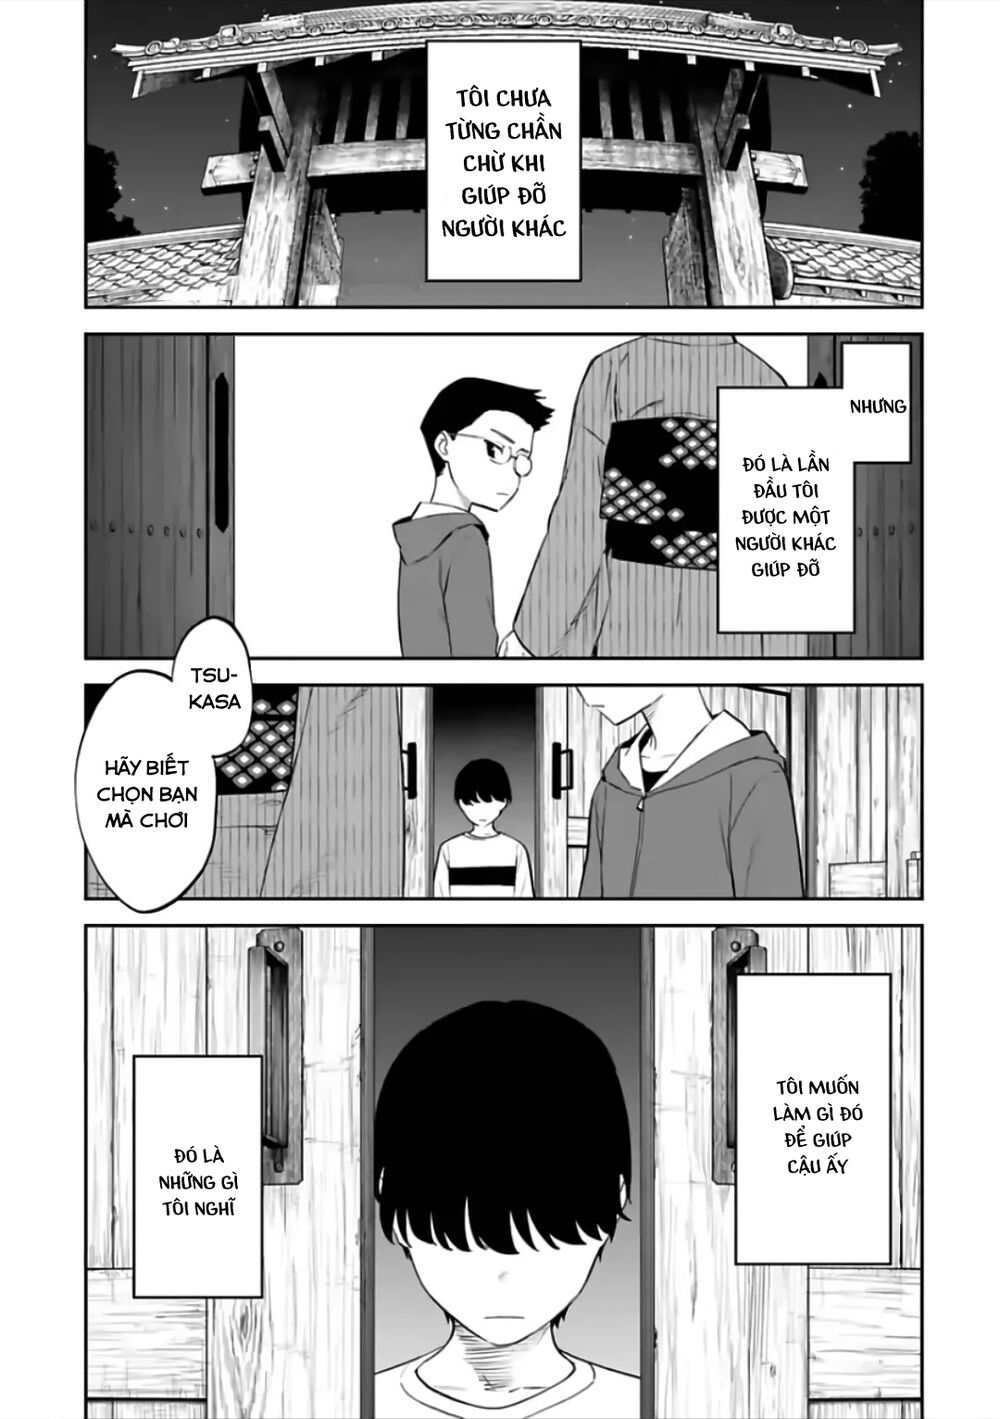 TÔI CHƯA
TỪNG CHẦN
CHỪ KHI
GIÚP ĐỠ
NGƯỜI KHÁC
NHƯNG
ĐÓ LÀ LẦN
ĐẦU TÔI
ĐƯỢC MỘT
NGƯỜI KHÁC
GIÚP ĐỠ
TSU-
KASA
HÃY BIẾT
CHỌN BẠN
MÀ CHƠI
TÔI MUỐN
LÀM GÌ ĐÓ
ĐỂ GIÚP
CẬU ẤY
ĐÓ LÀ
NHỮNG GÌ
TÔI NGHĨ